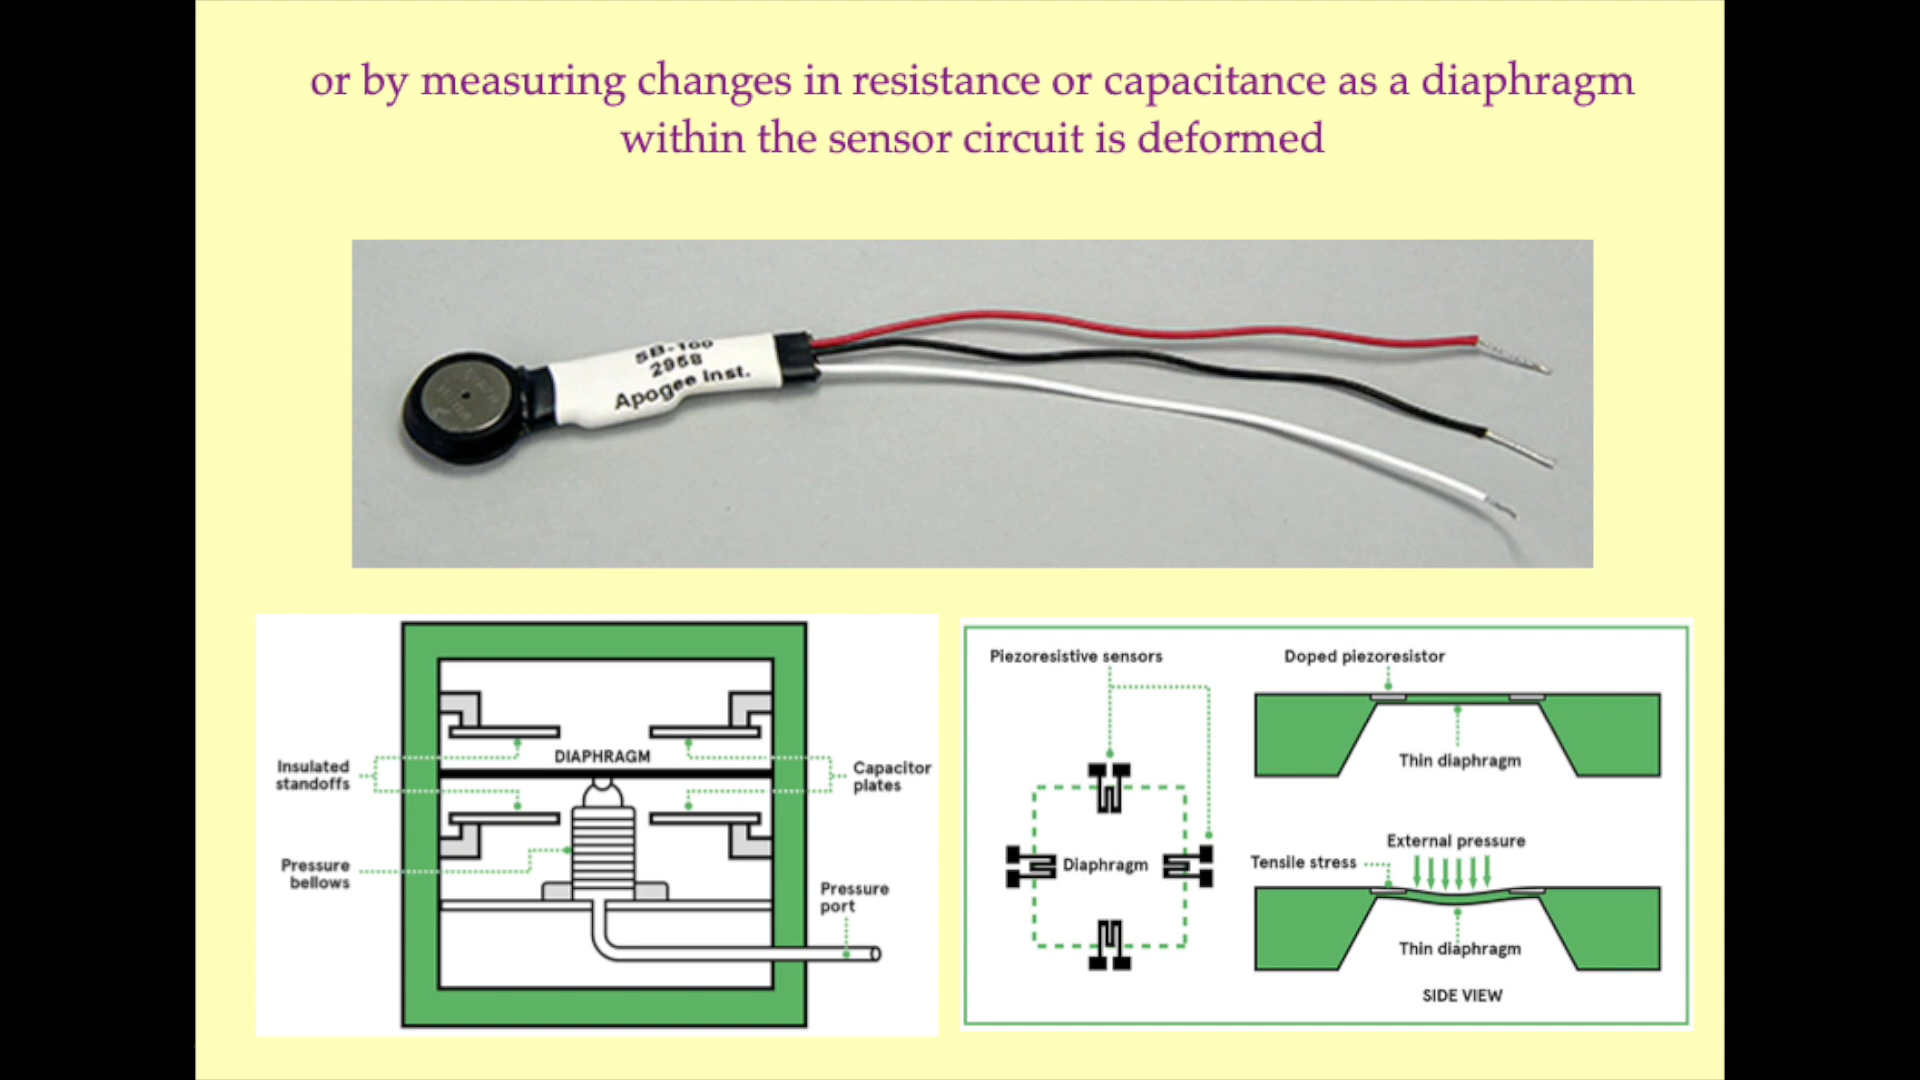 or by measuring changes in resistance or capacitance as a diaphragm
within the sensor circuit is deformed
SB-100
2958
Apogee Inst.
DIAPHRAGM
Insulated
standoffs
Capacitor
plates
Pressure
bellows
Pressure
port
Piezoresistive sensors
Diaphragm
Doped piezoresistor
Thin diaphragm
External pressure
Tensile stress
Thin diaphragm
SIDE VIEW